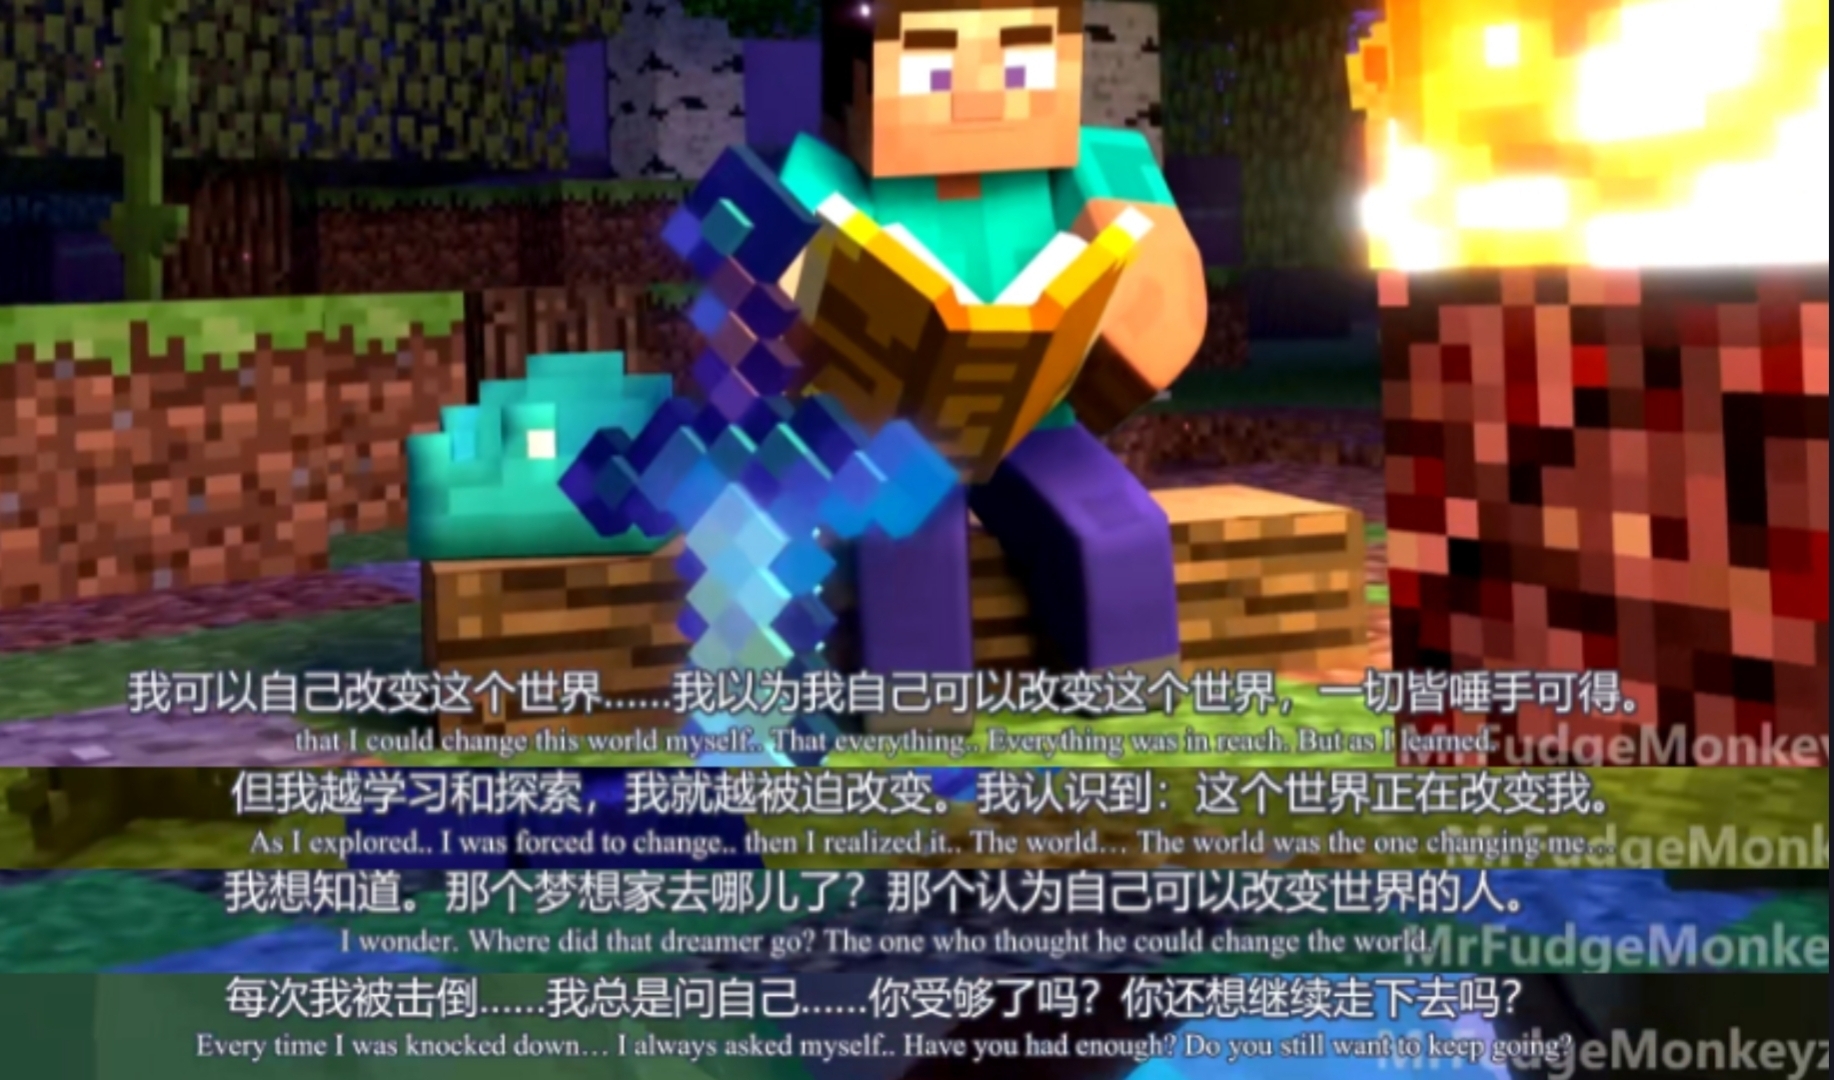 我可以自己改变这个世界……我以为我自己可以改变这个世界，一切皆唾手可得。
that I could change this world myself.. That everything.. Everything was in reach. But as I learned.
MrFudgeMonkey
但我越学习和探索，我就越被迫改变。我认识到：这个世界正在改变我。
As I explored.. I was forced to change.. then I realized it.. The world… The world was the one changing me…
MrFudgeMonk
我想知道。那个梦想家去哪儿了？那个认为自己可以改变世界的人。
I wonder. Where did that dreamer go? The one who thought he could change the world.
MrFudgeMonke
每次我被击倒……我总是问自己……你受够了吗？你还想继续走下去吗？
Every time I was knocked down… I always asked myself.. Have you had enough? Do you still want to keep going?
MrFudgeMonkeyz